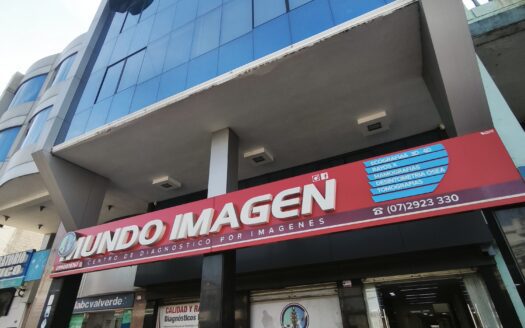 MUNDO IMAGEN
CENTRO DE DIAGNOSTICO POR IMAGENES
ECOGRAFIAS 3D 4D
RAYOS X
MAMOGRAFIAS
DENSITOMETRIA OSEA
TOMOGRAFIAS
(07)2923 330
abcvalverde
CALIDAD Y
Diagnósticos